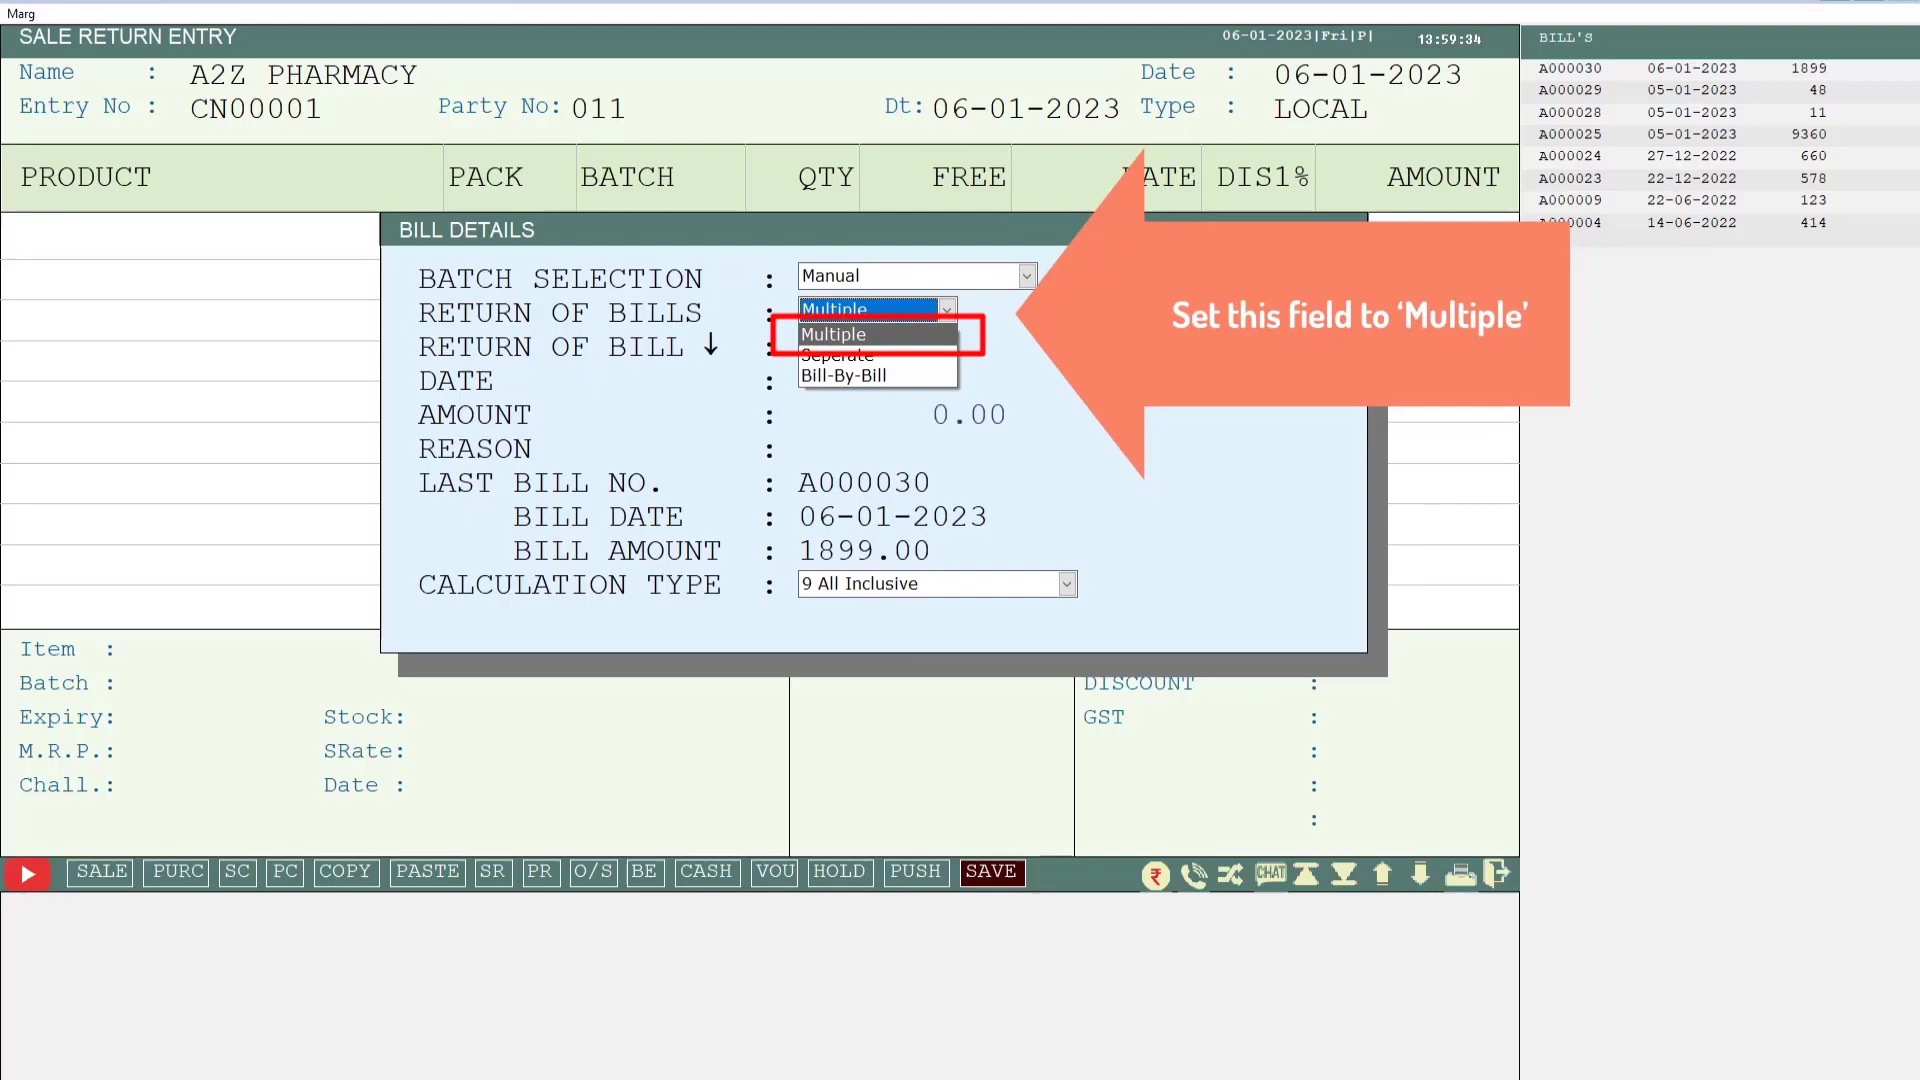 Marg
SALE RETURN ENTRY 06-01-2023|Fri|P| 13:59:34
Name : A2Z PHARMACY Date : 06-01-2023
Entry No : CN00001 Party No: 011 Dt: 06-01-2023 Type : LOCAL
PRODUCT PACK BATCH QTY FREE DIS1% AMOUNT
BILL'S
A000030 06-01-2023 1899
A000029 05-01-2023 48
A000028 05-01-2023 11
A000025 05-01-2023 9360
A000024 27-12-2022 660
A000023 22-12-2022 578
A000009 22-06-2022 123
A000004 14-06-2022 414
BILL DETAILS
BATCH SELECTION : Manual
RETURN OF BILLS : Multiple
Multiple
Seperate
Bill-By-Bill
RETURN OF BILL ↓ :
DATE :
AMOUNT : 0.00
REASON :
LAST BILL NO. : A000030
BILL DATE : 06-01-2023
BILL AMOUNT : 1899.00
CALCULATION TYPE : 9 All Inclusive
Set this field to ‘Multiple’
Item :
Batch :
Expiry: Stock:
M.R.P.: SRate:
Chall.: Date :
DISCOUNT :
GST :
:
:
:
SALE PURC SC PC COPY PASTE SR PR O/S BE CASH VOU HOLD PUSH SAVE ₹ CHAT